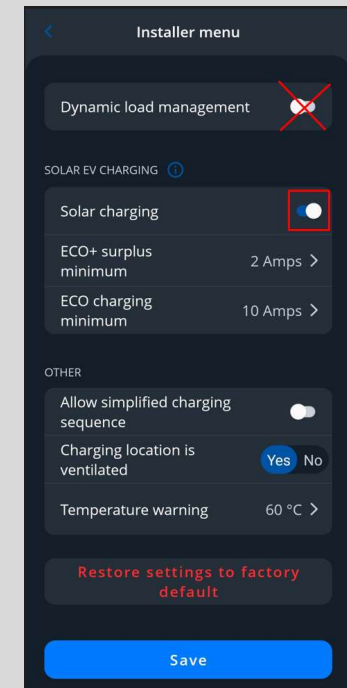 Installer menu
Dynamic load management
SOLAR EV CHARGING
Solar charging
ECO+ surplus
minimum
2 Amps
ECO charging
minimum
10 Amps
OTHER
Allow simplified charging
sequence
Charging location is
ventilated
Yes No
Temperature warning
60 °C
Restore settings to factory
default
Save